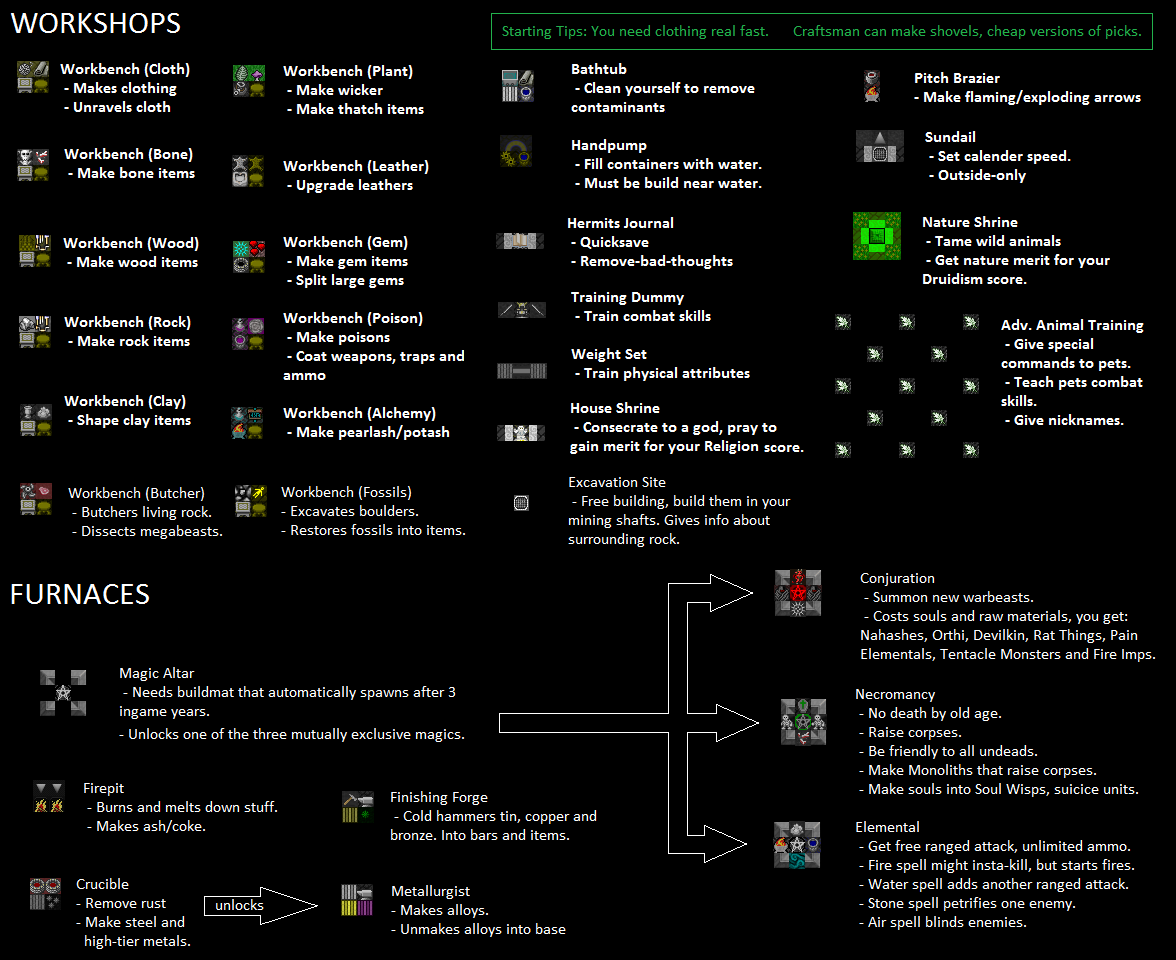 WORKSHOPS
Starting Tips: You need clothing real fast. Craftsman can make shovels, cheap versions of picks.
Workbench (Cloth)
- Makes clothing
- Unravels cloth
Workbench (Bone)
- Make bone items
Workbench (Wood)
- Make wood items
Workbench (Rock)
- Make rock items
Workbench (Clay)
- Shape clay items
Workbench (Butcher)
- Butchers living rock.
- Dissects megabeasts.
Workbench (Plant)
- Make wicker
- Make thatch items
Workbench (Leather)
- Upgrade leathers
Workbench (Gem)
- Make gem items
- Split large gems
Workbench (Poison)
- Make poisons
- Coat weapons, traps and
ammo
Workbench (Alchemy)
- Make pearlash/potash
Workbench (Fossils)
- Excavates boulders.
- Restores fossils into items.
Bathtub
- Clean yourself to remove
contaminants
Handpump
- Fill containers with water.
- Must be build near water.
Hermits Journal
- Quicksave
- Remove-bad-thoughts
Training Dummy
- Train combat skills
Weight Set
- Train physical attributes
House Shrine
- Consecrate to a god, pray to
gain merit for your Religion score.
Excavation Site
- Free building, build them in your
mining shafts. Gives info about
surrounding rock.
Pitch Brazier
- Make flaming/exploding arrows
Sundail
- Set calender speed.
- Outside-only
Nature Shrine
- Tame wild animals
- Get nature merit for your
Druidism score.
Adv. Animal Training
- Give special
commands to pets.
- Teach pets combat
skills.
- Give nicknames.
FURNACES
Magic Altar
- Needs buildmat that automatically spawns after 3
ingame years.
- Unlocks one of the three mutually exclusive magics.
Firepit
- Burns and melts down stuff.
- Makes ash/coke.
Finishing Forge
- Cold hammers tin, copper and
bronze. Into bars and items.
Crucible
- Remove rust
- Make steel and
high-tier metals.
unlocks
Metallurgist
- Makes alloys.
- Unmakes alloys into base
Conjuration
- Summon new warbeasts.
- Costs souls and raw materials, you get:
Nahashes, Orthi, Devilkin, Rat Things, Pain
Elementals, Tentacle Monsters and Fire Imps.
Necromancy
- No death by old age.
- Raise corpses.
- Be friendly to all undeads.
- Make Monoliths that raise corpses.
- Make souls into Soul Wisps, suicice units.
Elemental
- Get free ranged attack, unlimited ammo.
- Fire spell might insta-kill, but starts fires.
- Water spell adds another ranged attack.
- Stone spell petrifies one enemy.
- Air spell blinds enemies.